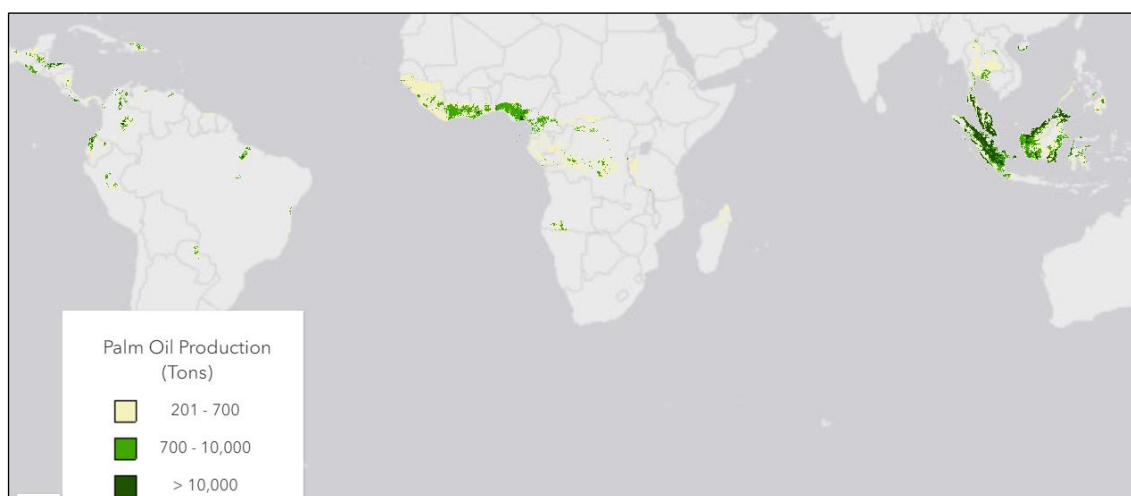 Palm Oil Production
(Tons)
201 - 700
700 - 10,000
> 10,000